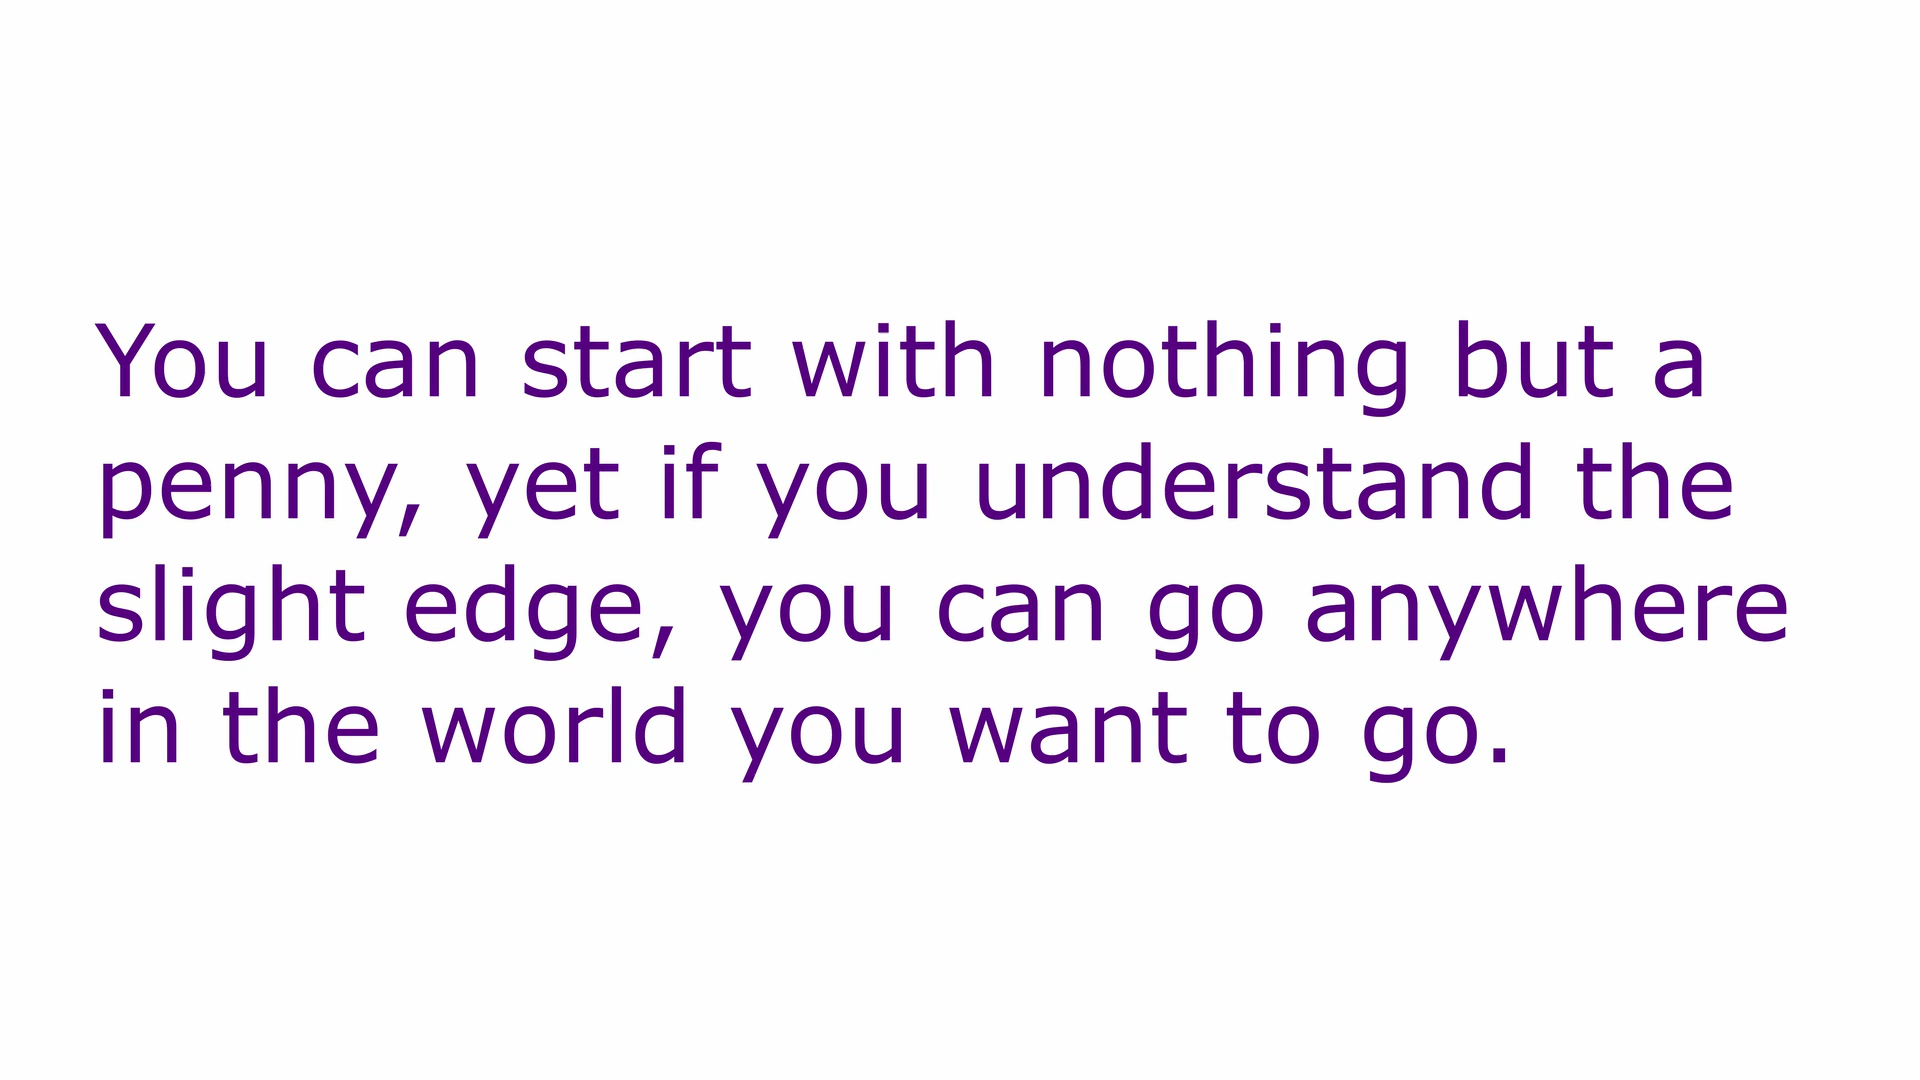 You can start with nothing but a
penny, yet if you understand the
slight edge, you can go anywhere
in the world you want to go.